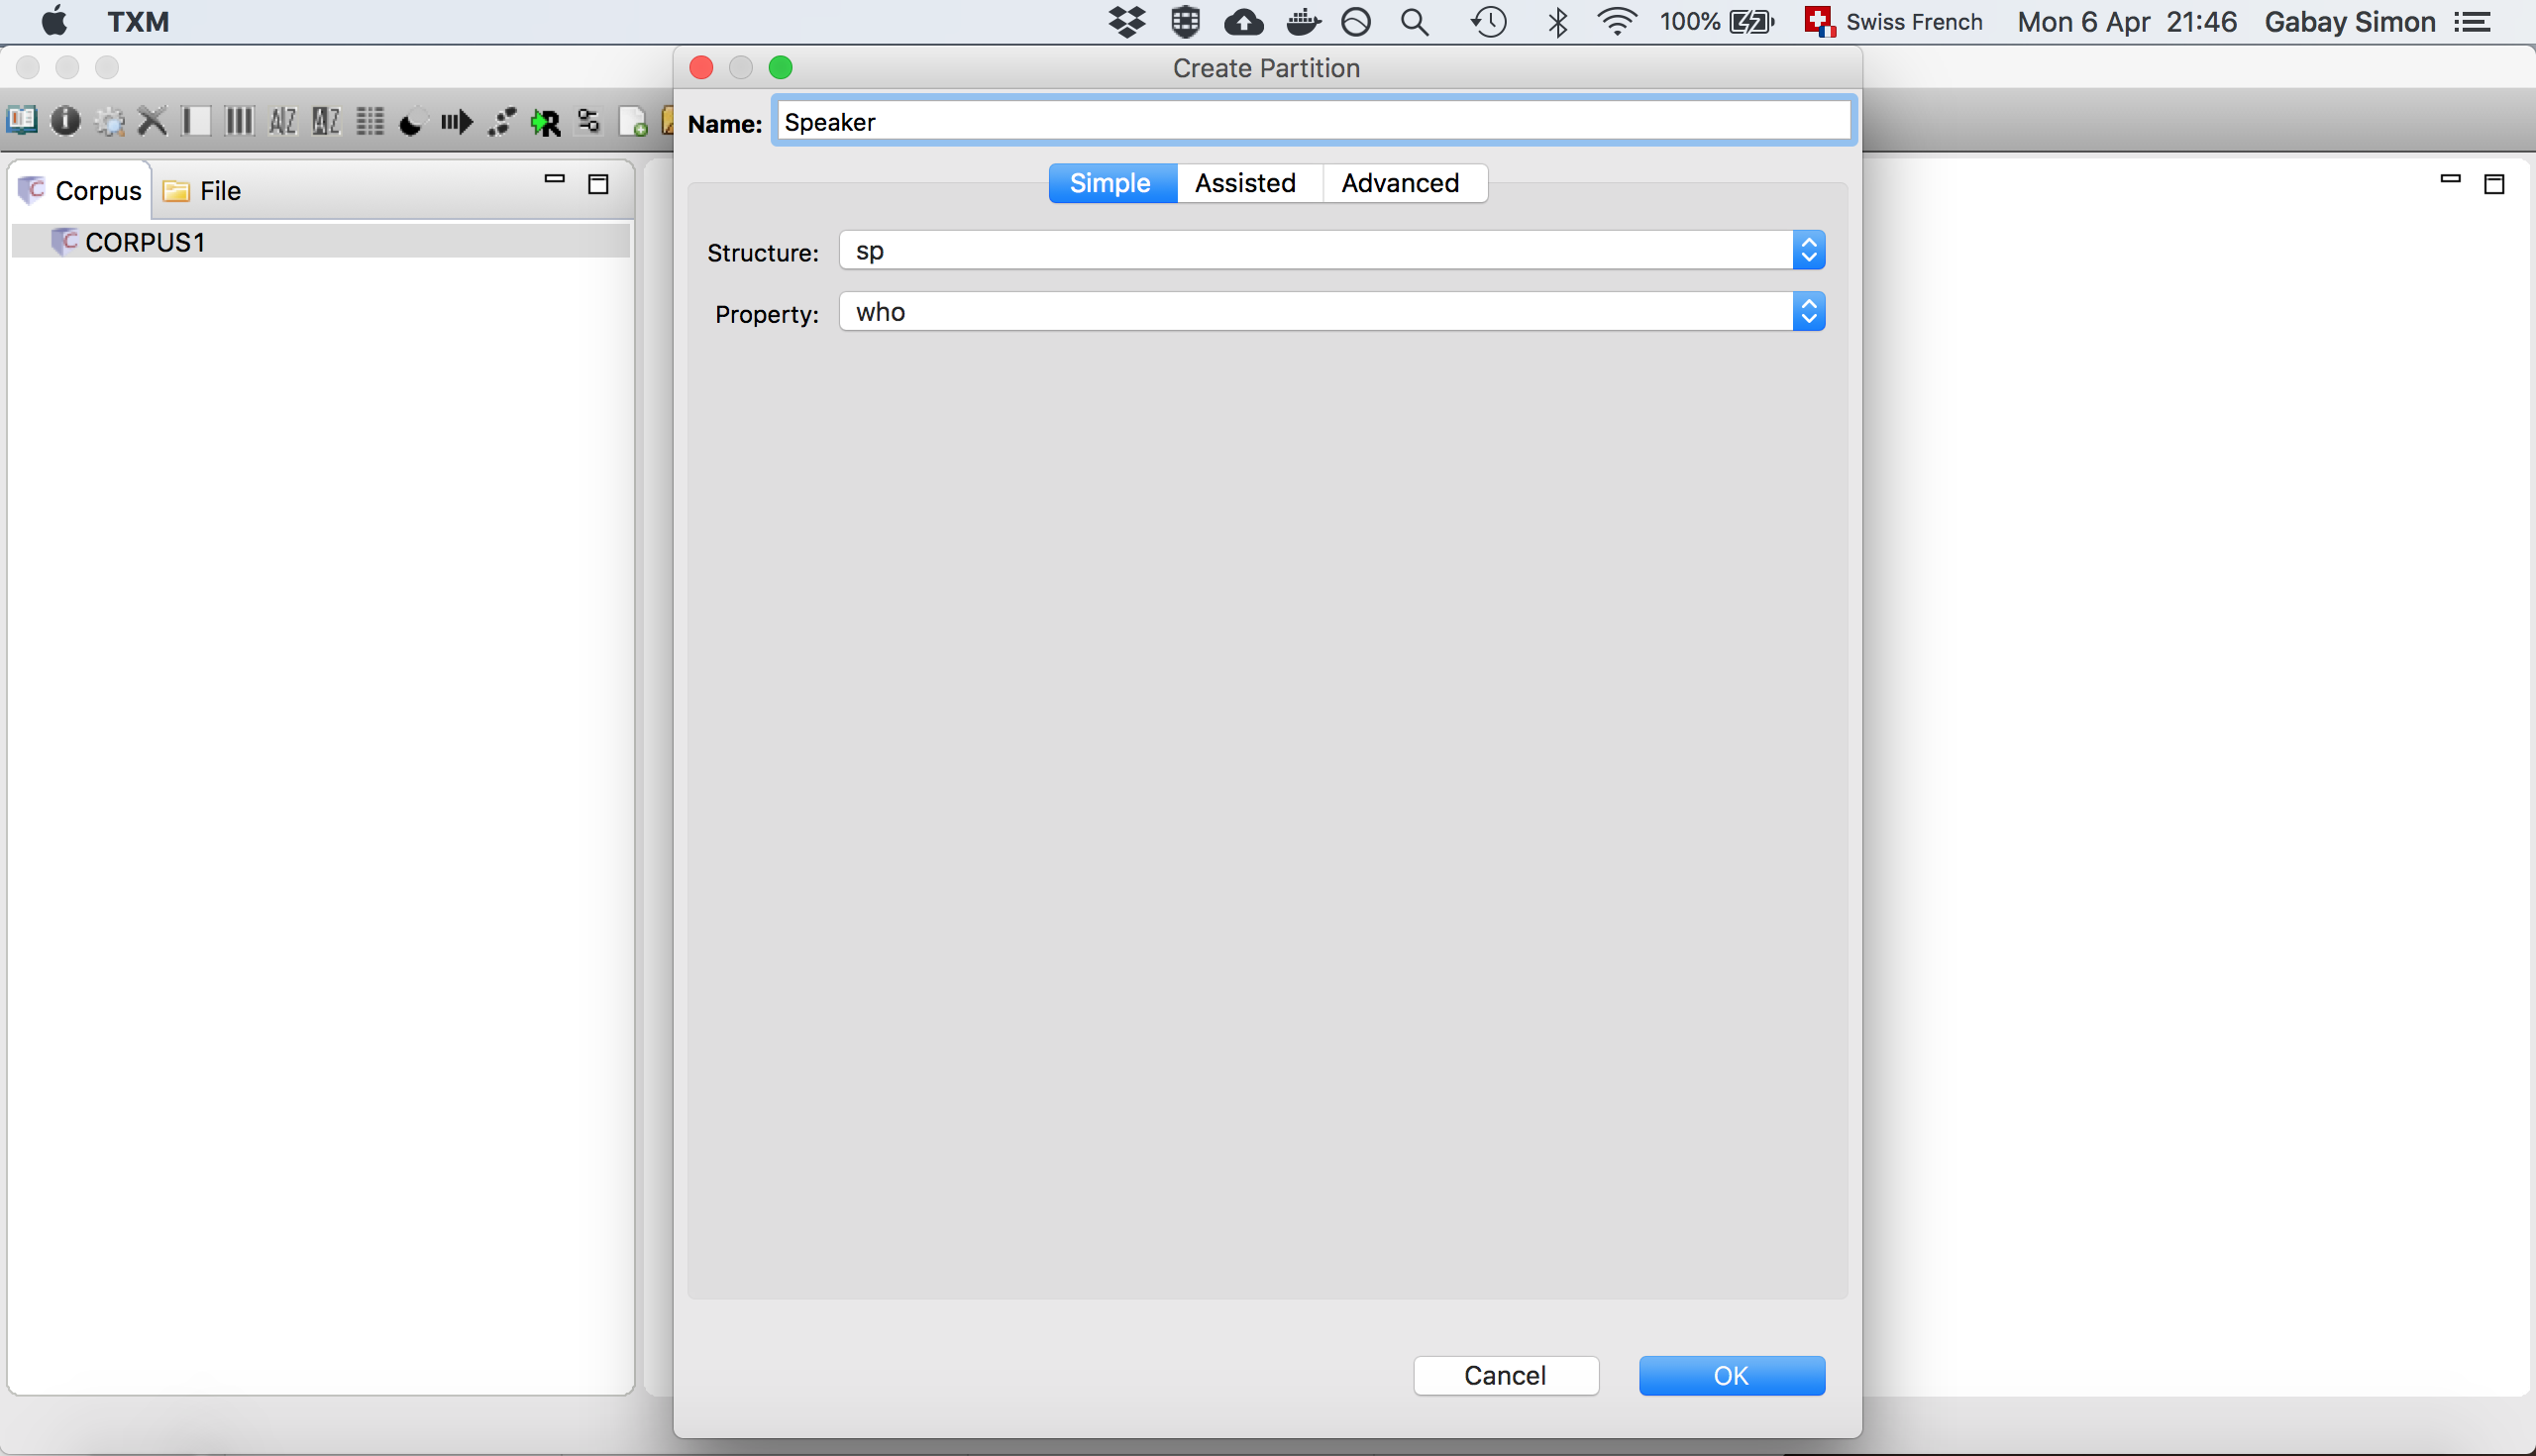 TXM 100% Swiss French Mon 6 Apr 21:46 Gabay Simon
Create Partition
Name: Speaker
Simple Assisted Advanced
Corpus File
CORPUS1
Structure: sp
Property: who
Cancel OK